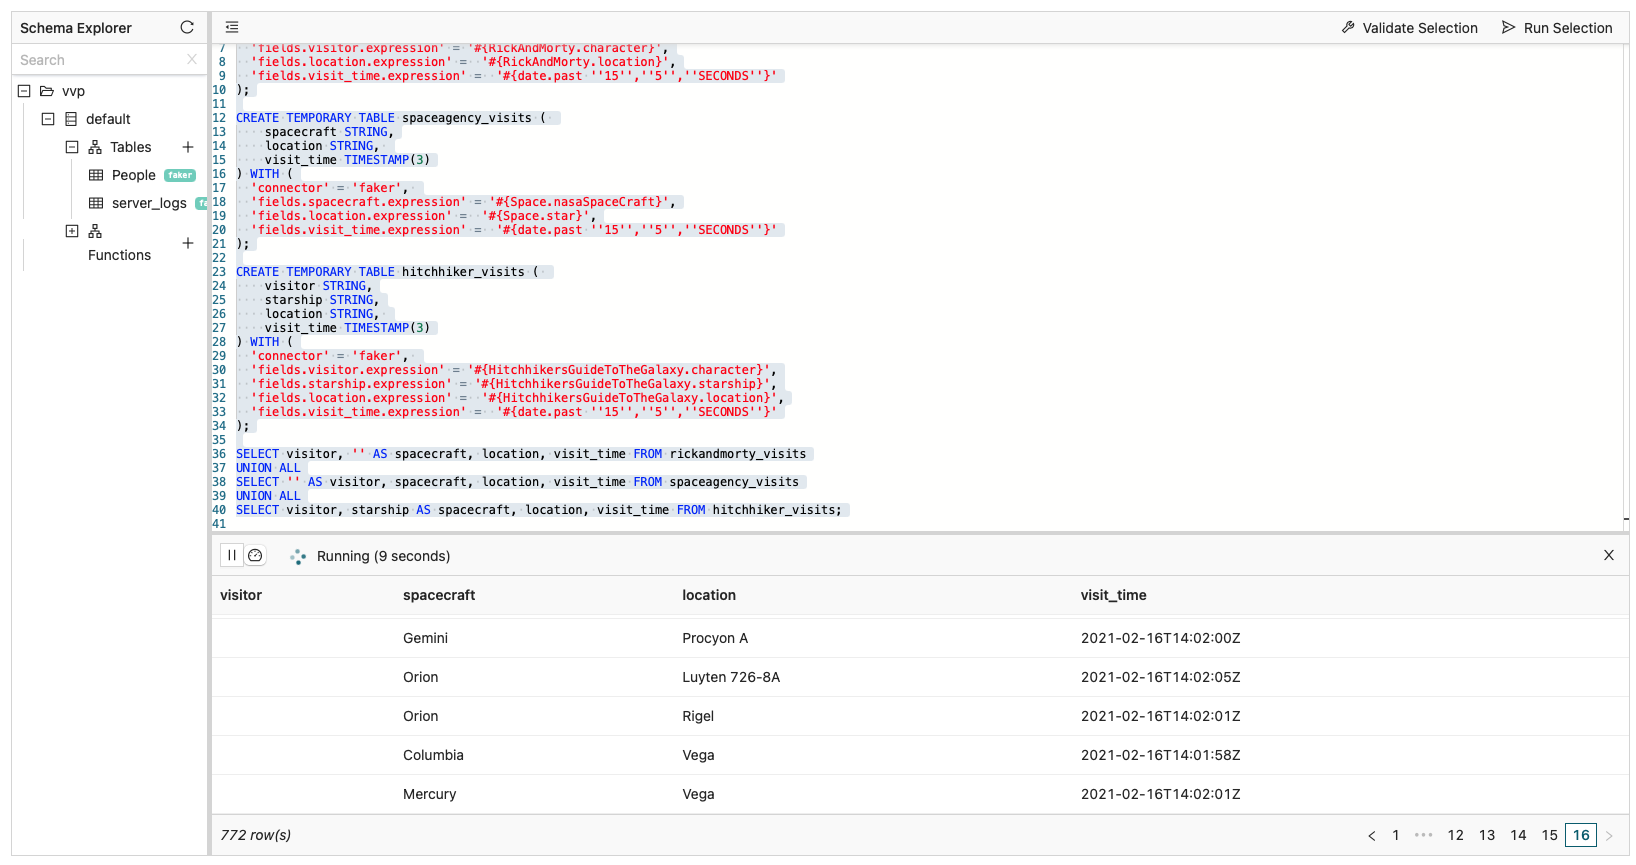 Schema Explorer
Validate Selection
Run Selection
Search
vvp
default
Tables
People faker
server_logs fa
Functions
7 'fields.visitor.expression' = '#{RickAndMorty.character}',
8 'fields.location.expression' =  '#{RickAndMorty.location}',
9 'fields.visit_time.expression' =  '#{date.past ''15'',''5'',''SECONDS''}'
10 );
11
12 CREATE TEMPORARY TABLE spaceagency_visits (
13 spacecraft STRING,
14 location STRING,
15 visit_time TIMESTAMP(3)
16 ) WITH (
17 'connector' = 'faker',
18 'fields.spacecraft.expression' = '#{Space.nasaSpaceCraft}',
19 'fields.location.expression' =  '#{Space.star}',
20 'fields.visit_time.expression' =  '#{date.past ''15'',''5'',''SECONDS''}'
21 );
22
23 CREATE TEMPORARY TABLE hitchhiker_visits (
24 visitor STRING,
25 starship STRING,
26 location STRING,
27 visit_time TIMESTAMP(3)
28 ) WITH (
29 'connector' = 'faker',
30 'fields.visitor.expression' = '#{HitchhikersGuideToTheGalaxy.character}',
31 'fields.starship.expression' = '#{HitchhikersGuideToTheGalaxy.starship}',
32 'fields.location.expression' =  '#{HitchhikersGuideToTheGalaxy.location}',
33 'fields.visit_time.expression' =  '#{date.past ''15'',''5'',''SECONDS''}'
34 );
35
36 SELECT visitor, '' AS spacecraft, location, visit_time FROM rickandmorty_visits
37 UNION ALL
38 SELECT '' AS visitor, spacecraft, location, visit_time FROM spaceagency_visits
39 UNION ALL
40 SELECT visitor, starship AS spacecraft, location, visit_time FROM hitchhiker_visits;
41
Running (9 seconds)
visitor spacecraft location visit_time
Gemini Procyon A 2021-02-16T14:02:00Z
Orion Luyten 726-8A 2021-02-16T14:02:05Z
Orion Rigel 2021-02-16T14:02:01Z
Columbia Vega 2021-02-16T14:01:58Z
Mercury Vega 2021-02-16T14:02:01Z
772 row(s)
< 1 ••• 12 13 14 15 16 >